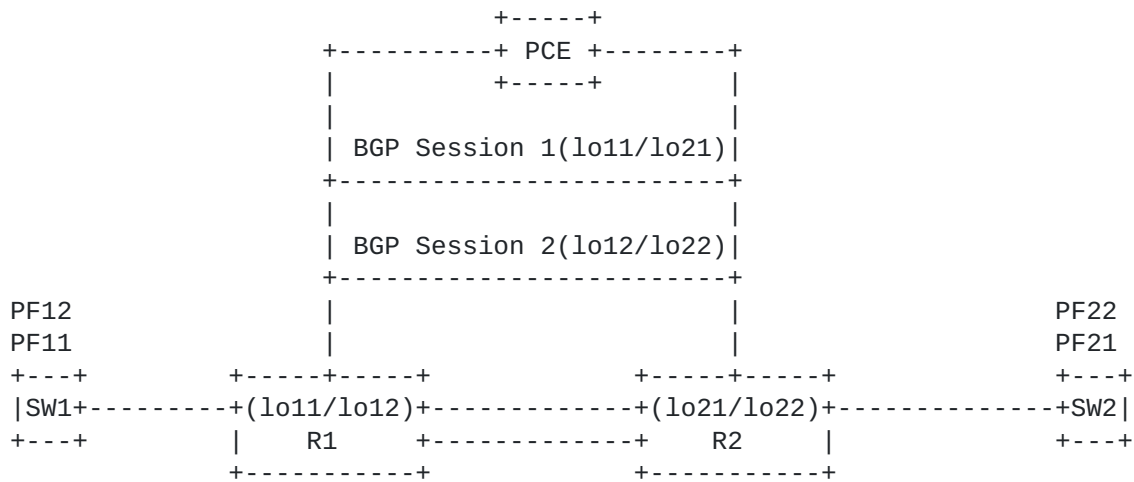 PCE
BGP Session 1(lo11/lo21)
BGP Session 2(lo12/lo22)
PF12 PF22
PF11 PF21
SW1 (lo11/lo12) (lo21/lo22) SW2
R1 R2